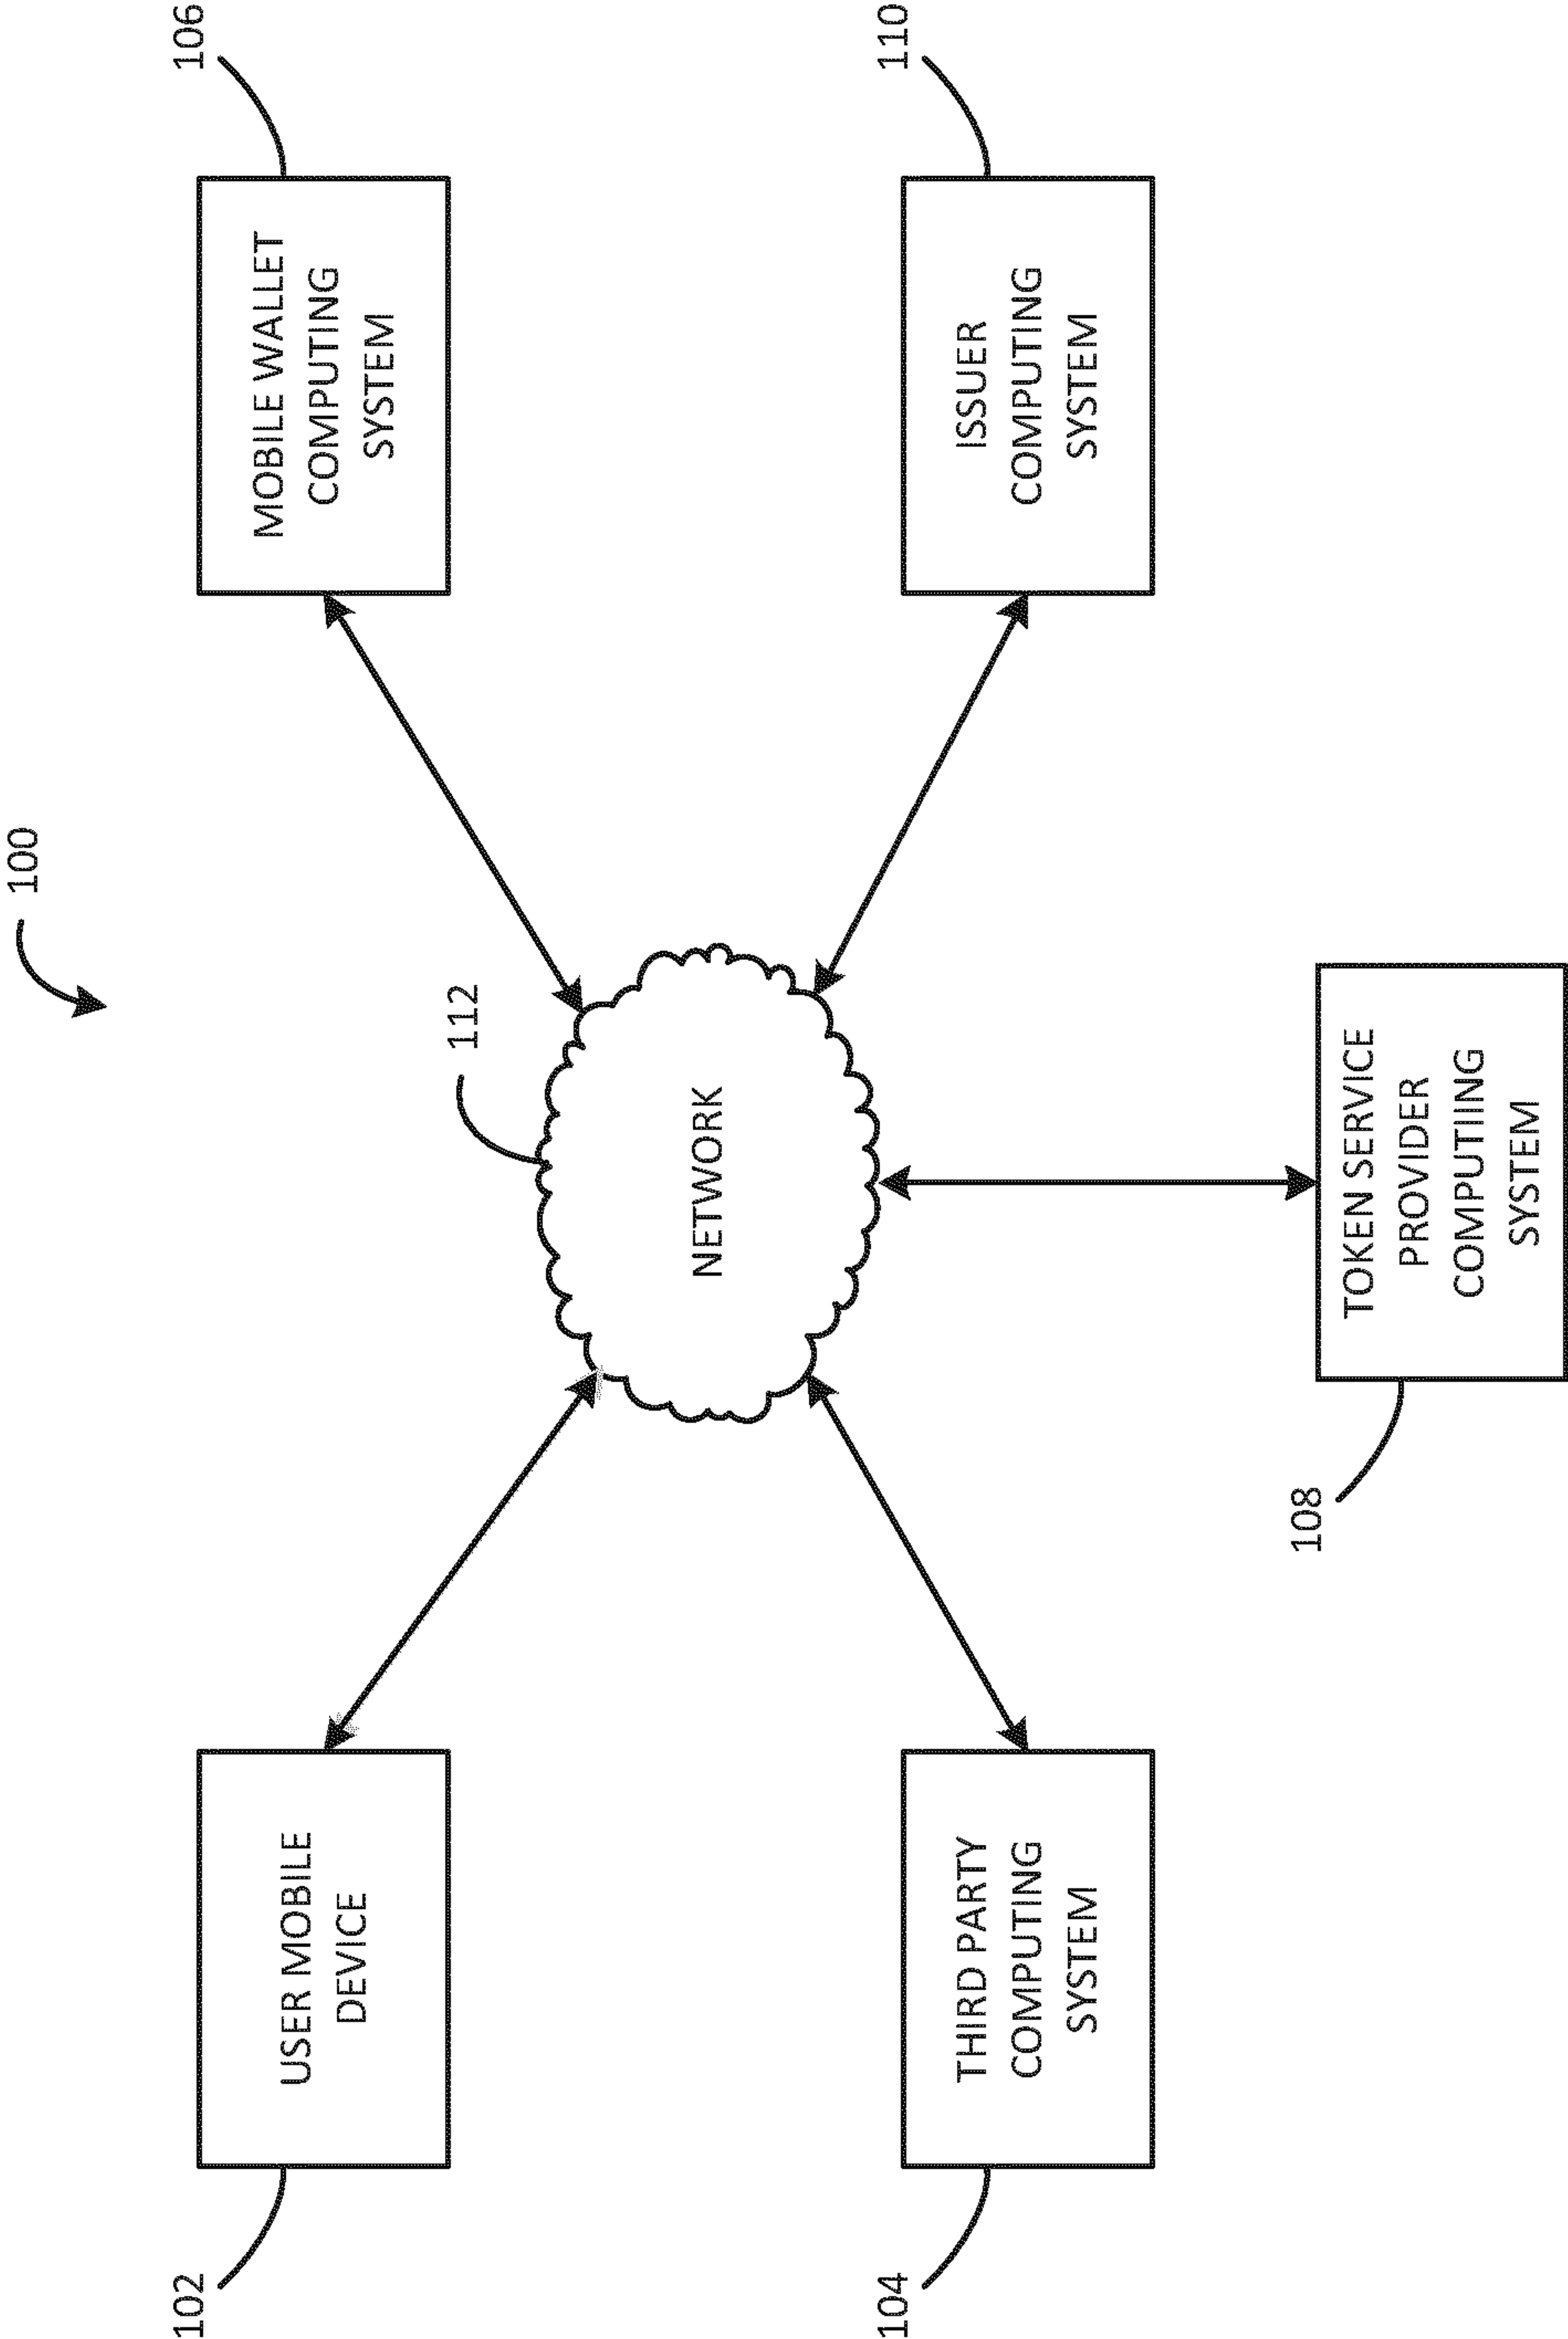 100
102
USER MOBILE
DEVICE
106
MOBILE WALLET
COMPUTING
SYSTEM
112
NETWORK
104
THIRD PARTY
COMPUTING
SYSTEM
110
ISSUER
COMPUTING
SYSTEM
108
TOKEN SERVICE
PROVIDER
COMPUTIING
SYSTEM